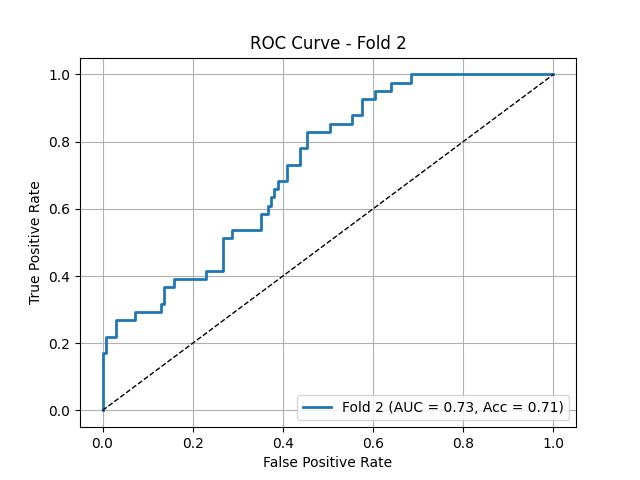 ROC Curve - Fold 2
True Positive Rate
1.0
0.8
0.6
0.4
0.2
0.0
Fold 2 (AUC = 0.73, Acc = 0.71)
0.0 0.2 0.4 0.6 0.8 1.0
False Positive Rate